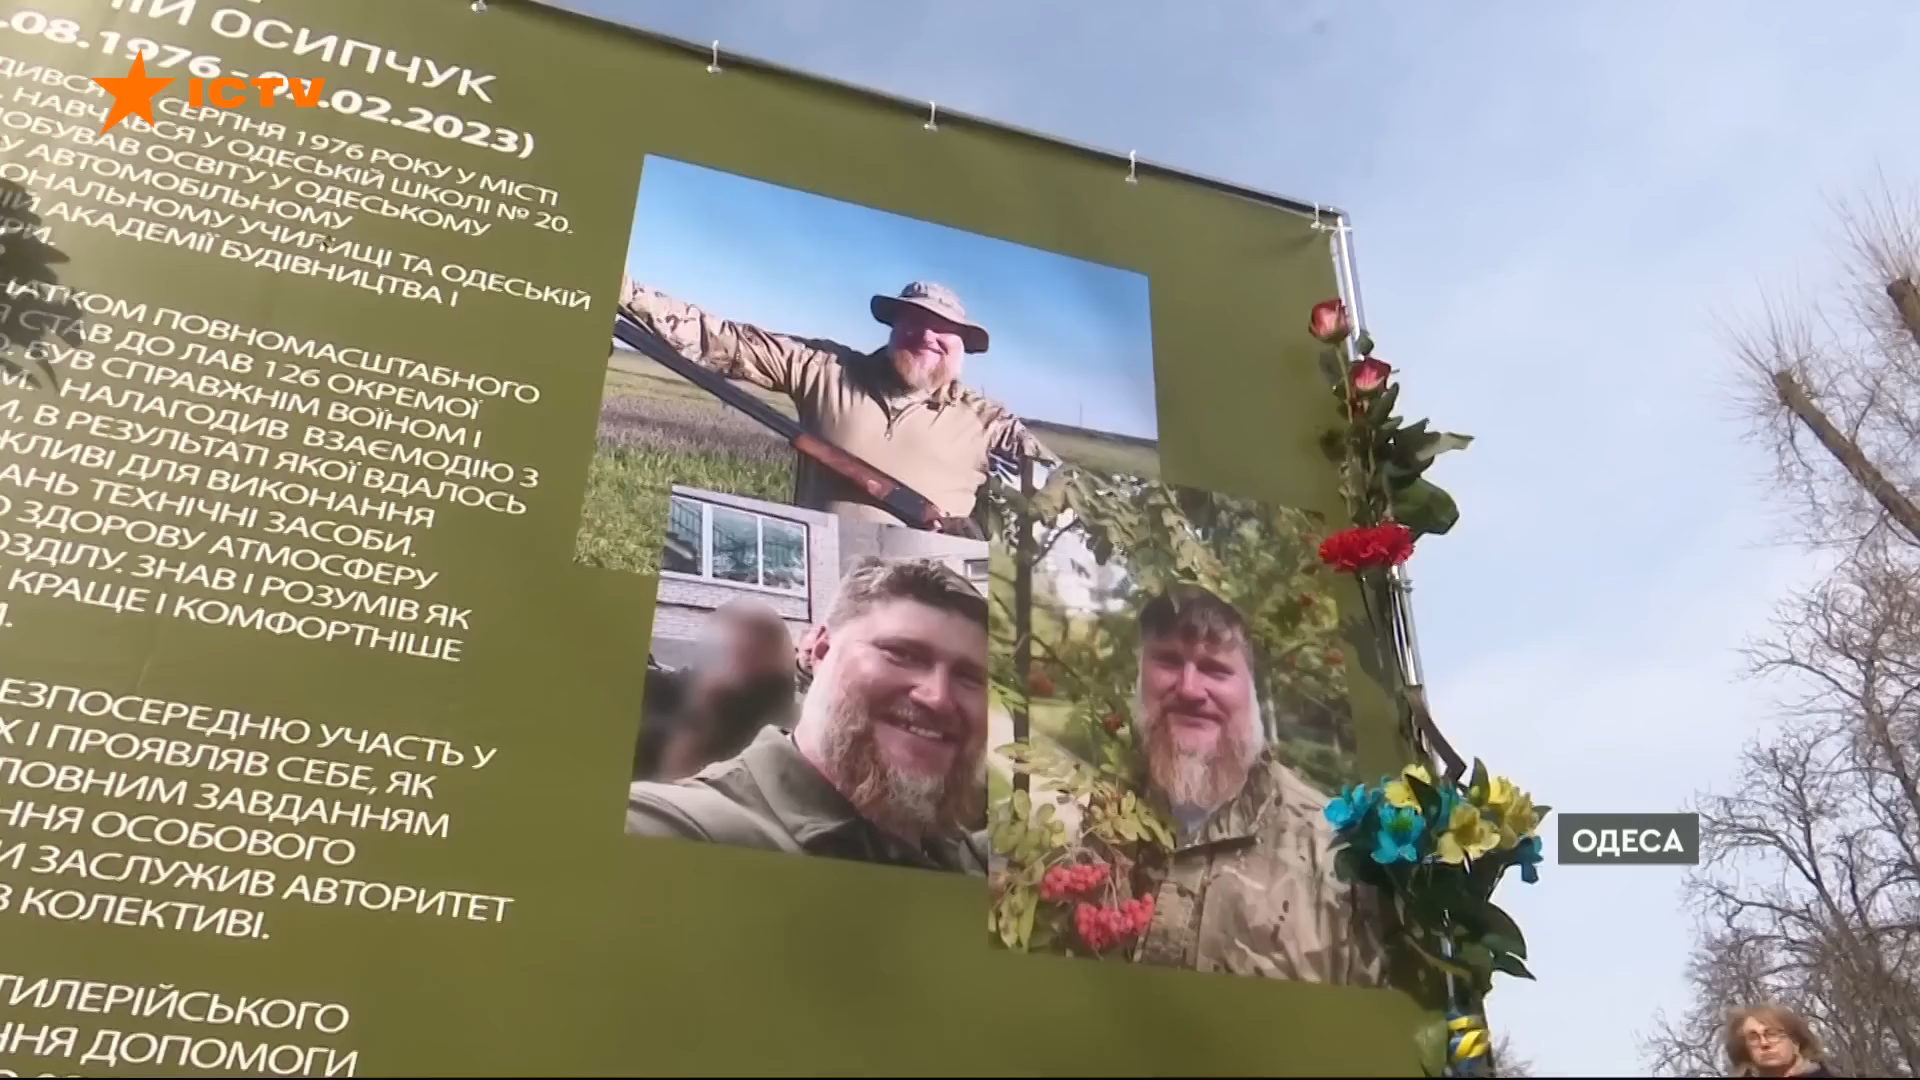 ІЙ ОСИПЧУК
.08.1976 - .02.2023)
ICTV
СЕРПНЯ 1976 РОКУ У МІСТІ
. НАВЧАВСЯ У ОДЕСЬКІЙ ШКОЛІ № 20.
ОБУВАВ ОСВІТУ У ОДЕСЬКОМУ
У АВТОМОБІЛЬНОМУ
ОНАЛЬНОМУ УЧИЛИЩІ ТА ОДЕСЬКІЙ
ІЙ АКАДЕМІЇ БУДІВНИЦТВА І
РИ.
АТКОМ ПОВНОМАСШТАБНОГО
СТАВ ДО ЛАВ 126 ОКРЕМОЇ
О. БУВ СПРАВЖНІМ ВОЇНОМ І
М. НАЛАГОДИВ ВЗАЄМОДІЮ З
И, В РЕЗУЛЬТАТІ ЯКОЇ ВДАЛОСЬ
ЖЛИВІ ДЛЯ ВИКОНАННЯ
АНЬ ТЕХНІЧНІ ЗАСОБИ.
О ЗДОРОВУ АТМОСФЕРУ
ОЗДІЛУ. ЗНАВ І РОЗУМІВ ЯК
КРАЩЕ І КОМФОРТНІШЕ
ЕЗПОСЕРЕДНЮ УЧАСТЬ У
Х І ПРОЯВЛЯВ СЕБЕ, ЯК
ПОВНИМ ЗАВДАННЯМ
ННЯ ОСОБОВОГО
И ЗАСЛУЖИВ АВТОРИТЕТ
В КОЛЕКТИВІ.
ТИЛЕРІЙСЬКОГО
ННЯ ДОПОМОГИ
ОДЕСА